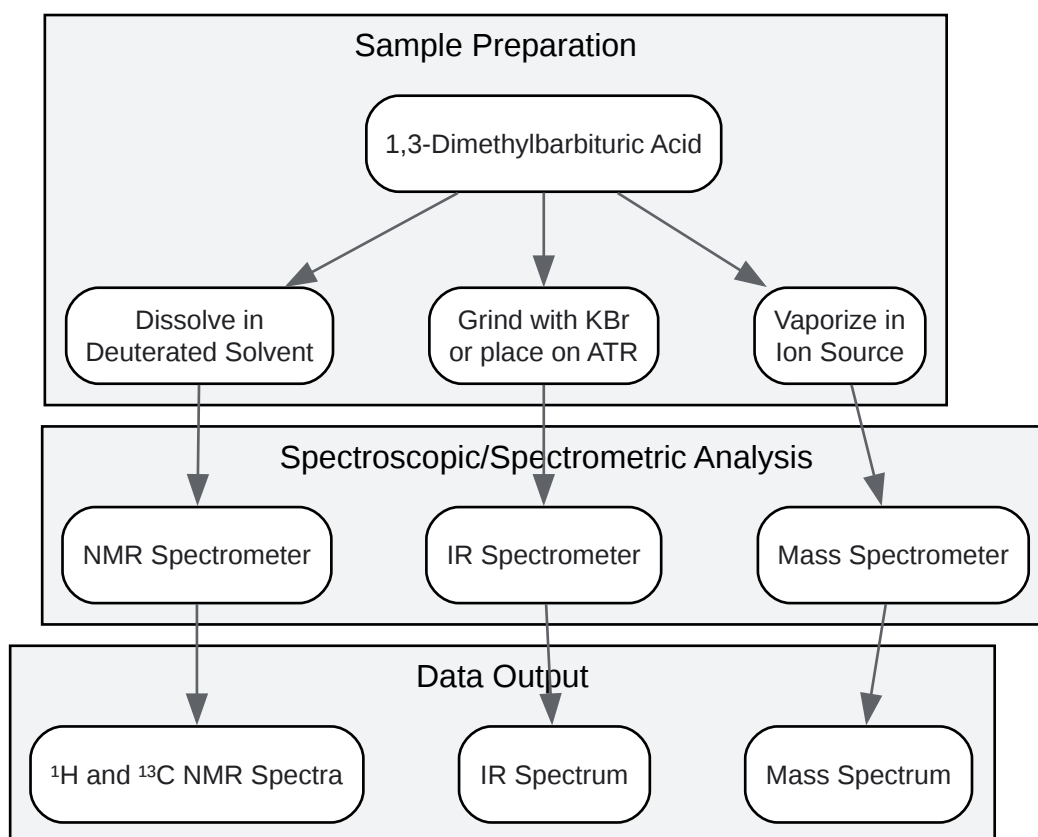 Sample Preparation
1,3-Dimethylbarbituric Acid
Dissolve in
Deuterated Solvent
Grind with KBr
or place on ATR
Vaporize in
Ion Source
Spectroscopic/Spectrometric Analysis
NMR Spectrometer
IR Spectrometer
Mass Spectrometer
Data Output
¹H and ¹³C NMR Spectra
IR Spectrum
Mass Spectrum